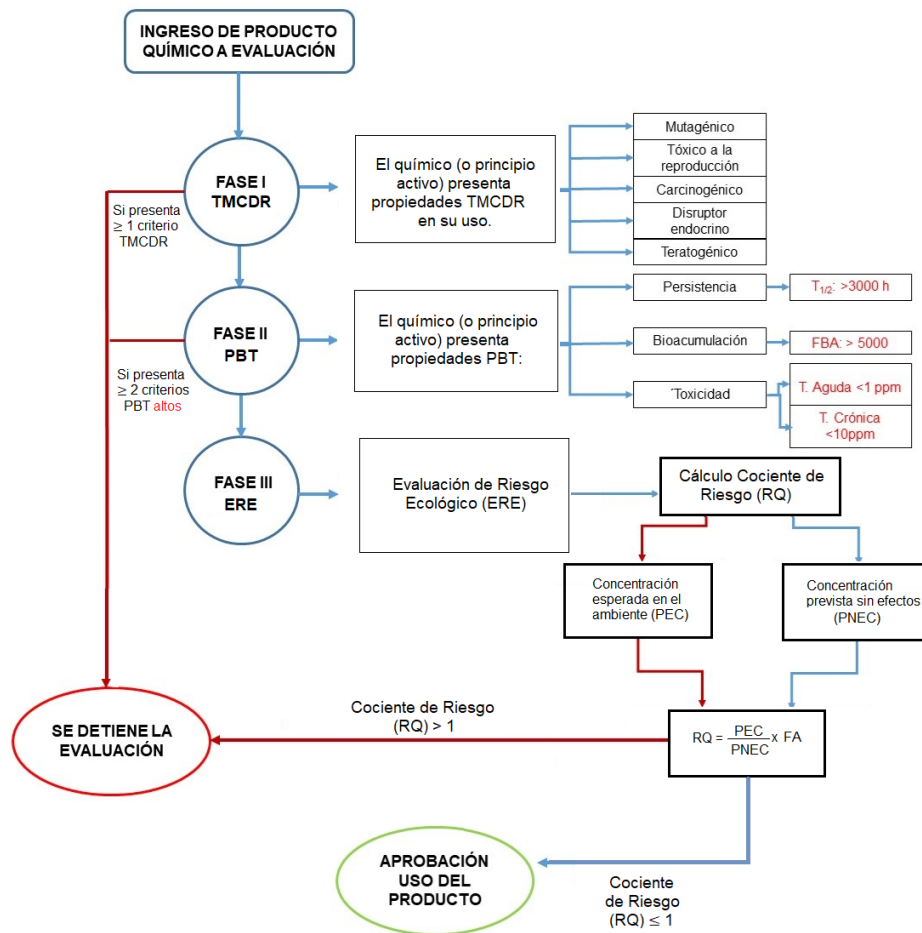 INGRESO DE PRODUCTO
QUÍMICO A EVALUACIÓN
FASE I
TMCDR
El químico (o principio
activo) presenta
propiedades TMCDR
en su uso.
Mutagénico
Tóxico a la
reproducción
Carcinogénico
Disruptor
endocrino
Teratogénico
Si presenta
≥ 1 criterio
TMCDR
FASE II
PBT
El químico (o principio
activo) presenta
propiedades PBT:
Persistencia
T1/2: >3000 h
Bioacumulación
FBA: > 5000
Toxicidad
T. Aguda <1 ppm
T. Crónica
<10ppm
Si presenta
≥ 2 criterios
PBT altos
FASE III
ERE
Evaluación de Riesgo
Ecológico (ERE)
Cálculo Cociente de
Riesgo (RQ)
Concentración
esperada en el
ambiente (PEC)
Concentración
prevista sin efectos
(PNEC)
RQ = PEC/PNEC x FA
Cociente de Riesgo
(RQ) > 1
SE DETIENE LA
EVALUACIÓN
APROBACIÓN
USO DEL
PRODUCTO
Cociente
de Riesgo
(RQ) ≤ 1